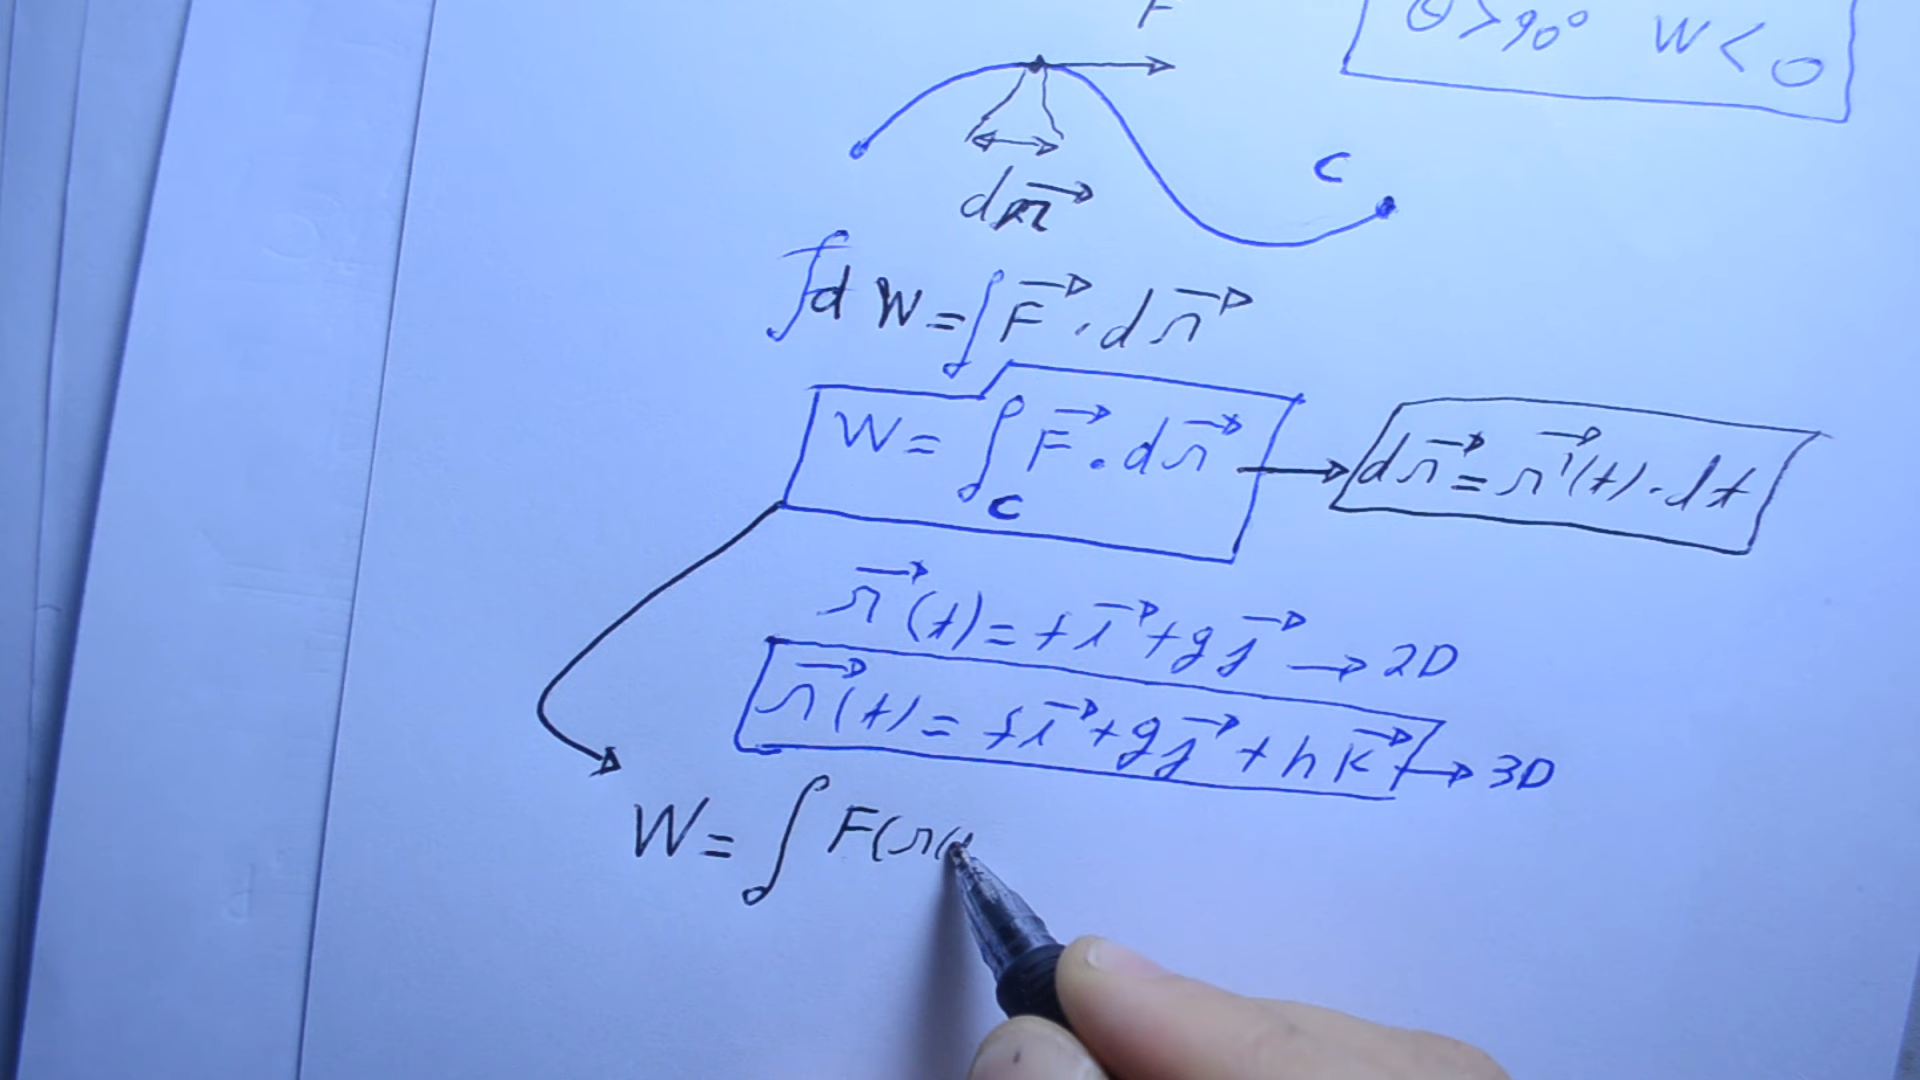 F
θ > 90° W < 0
C
dr⃗
∫dW = ∫F⃗ · dr⃗
W = ∫_C F⃗ · dr⃗ → dr⃗ = r⃗'(t) · dt
r⃗(t) = fi⃗ + gj⃗ → 2D
r⃗(t) = fi⃗ + gj⃗ + hk⃗ → 3D
W = ∫ F(r(